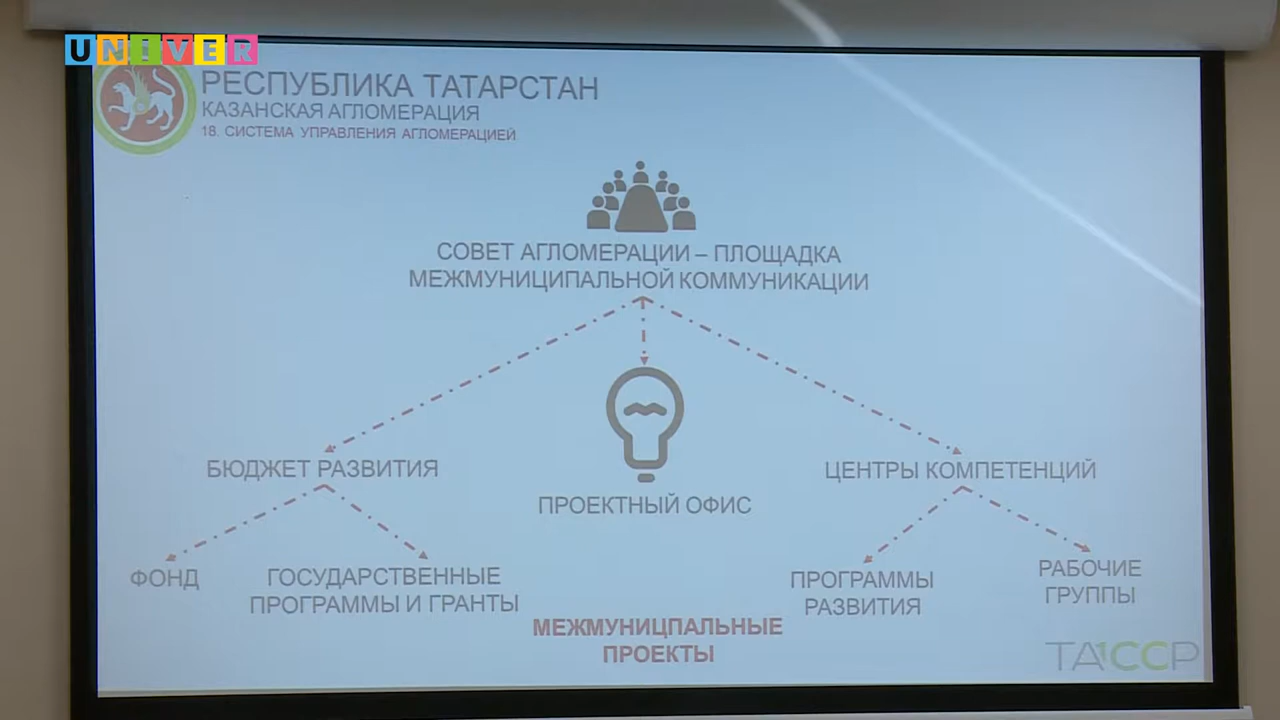 UNIVER
РЕСПУБЛИКА ТАТАРСТАН
КАЗАНСКАЯ АГЛОМЕРАЦИЯ
18. СИСТЕМА УПРАВЛЕНИЯ АГЛОМЕРАЦИЕЙ
СОВЕТ АГЛОМЕРАЦИИ – ПЛОЩАДКА
МЕЖМУНИЦИПАЛЬНОЙ КОММУНИКАЦИИ
БЮДЖЕТ РАЗВИТИЯ
ПРОЕКТНЫЙ ОФИС
ЦЕНТРЫ КОМПЕТЕНЦИЙ
ФОНД
ГОСУДАРСТВЕННЫЕ
ПРОГРАММЫ И ГРАНТЫ
ПРОГРАММЫ
РАЗВИТИЯ
РАБОЧИЕ
ГРУППЫ
МЕЖМУНИЦПАЛЬНЫЕ
ПРОЕКТЫ
ТАССР